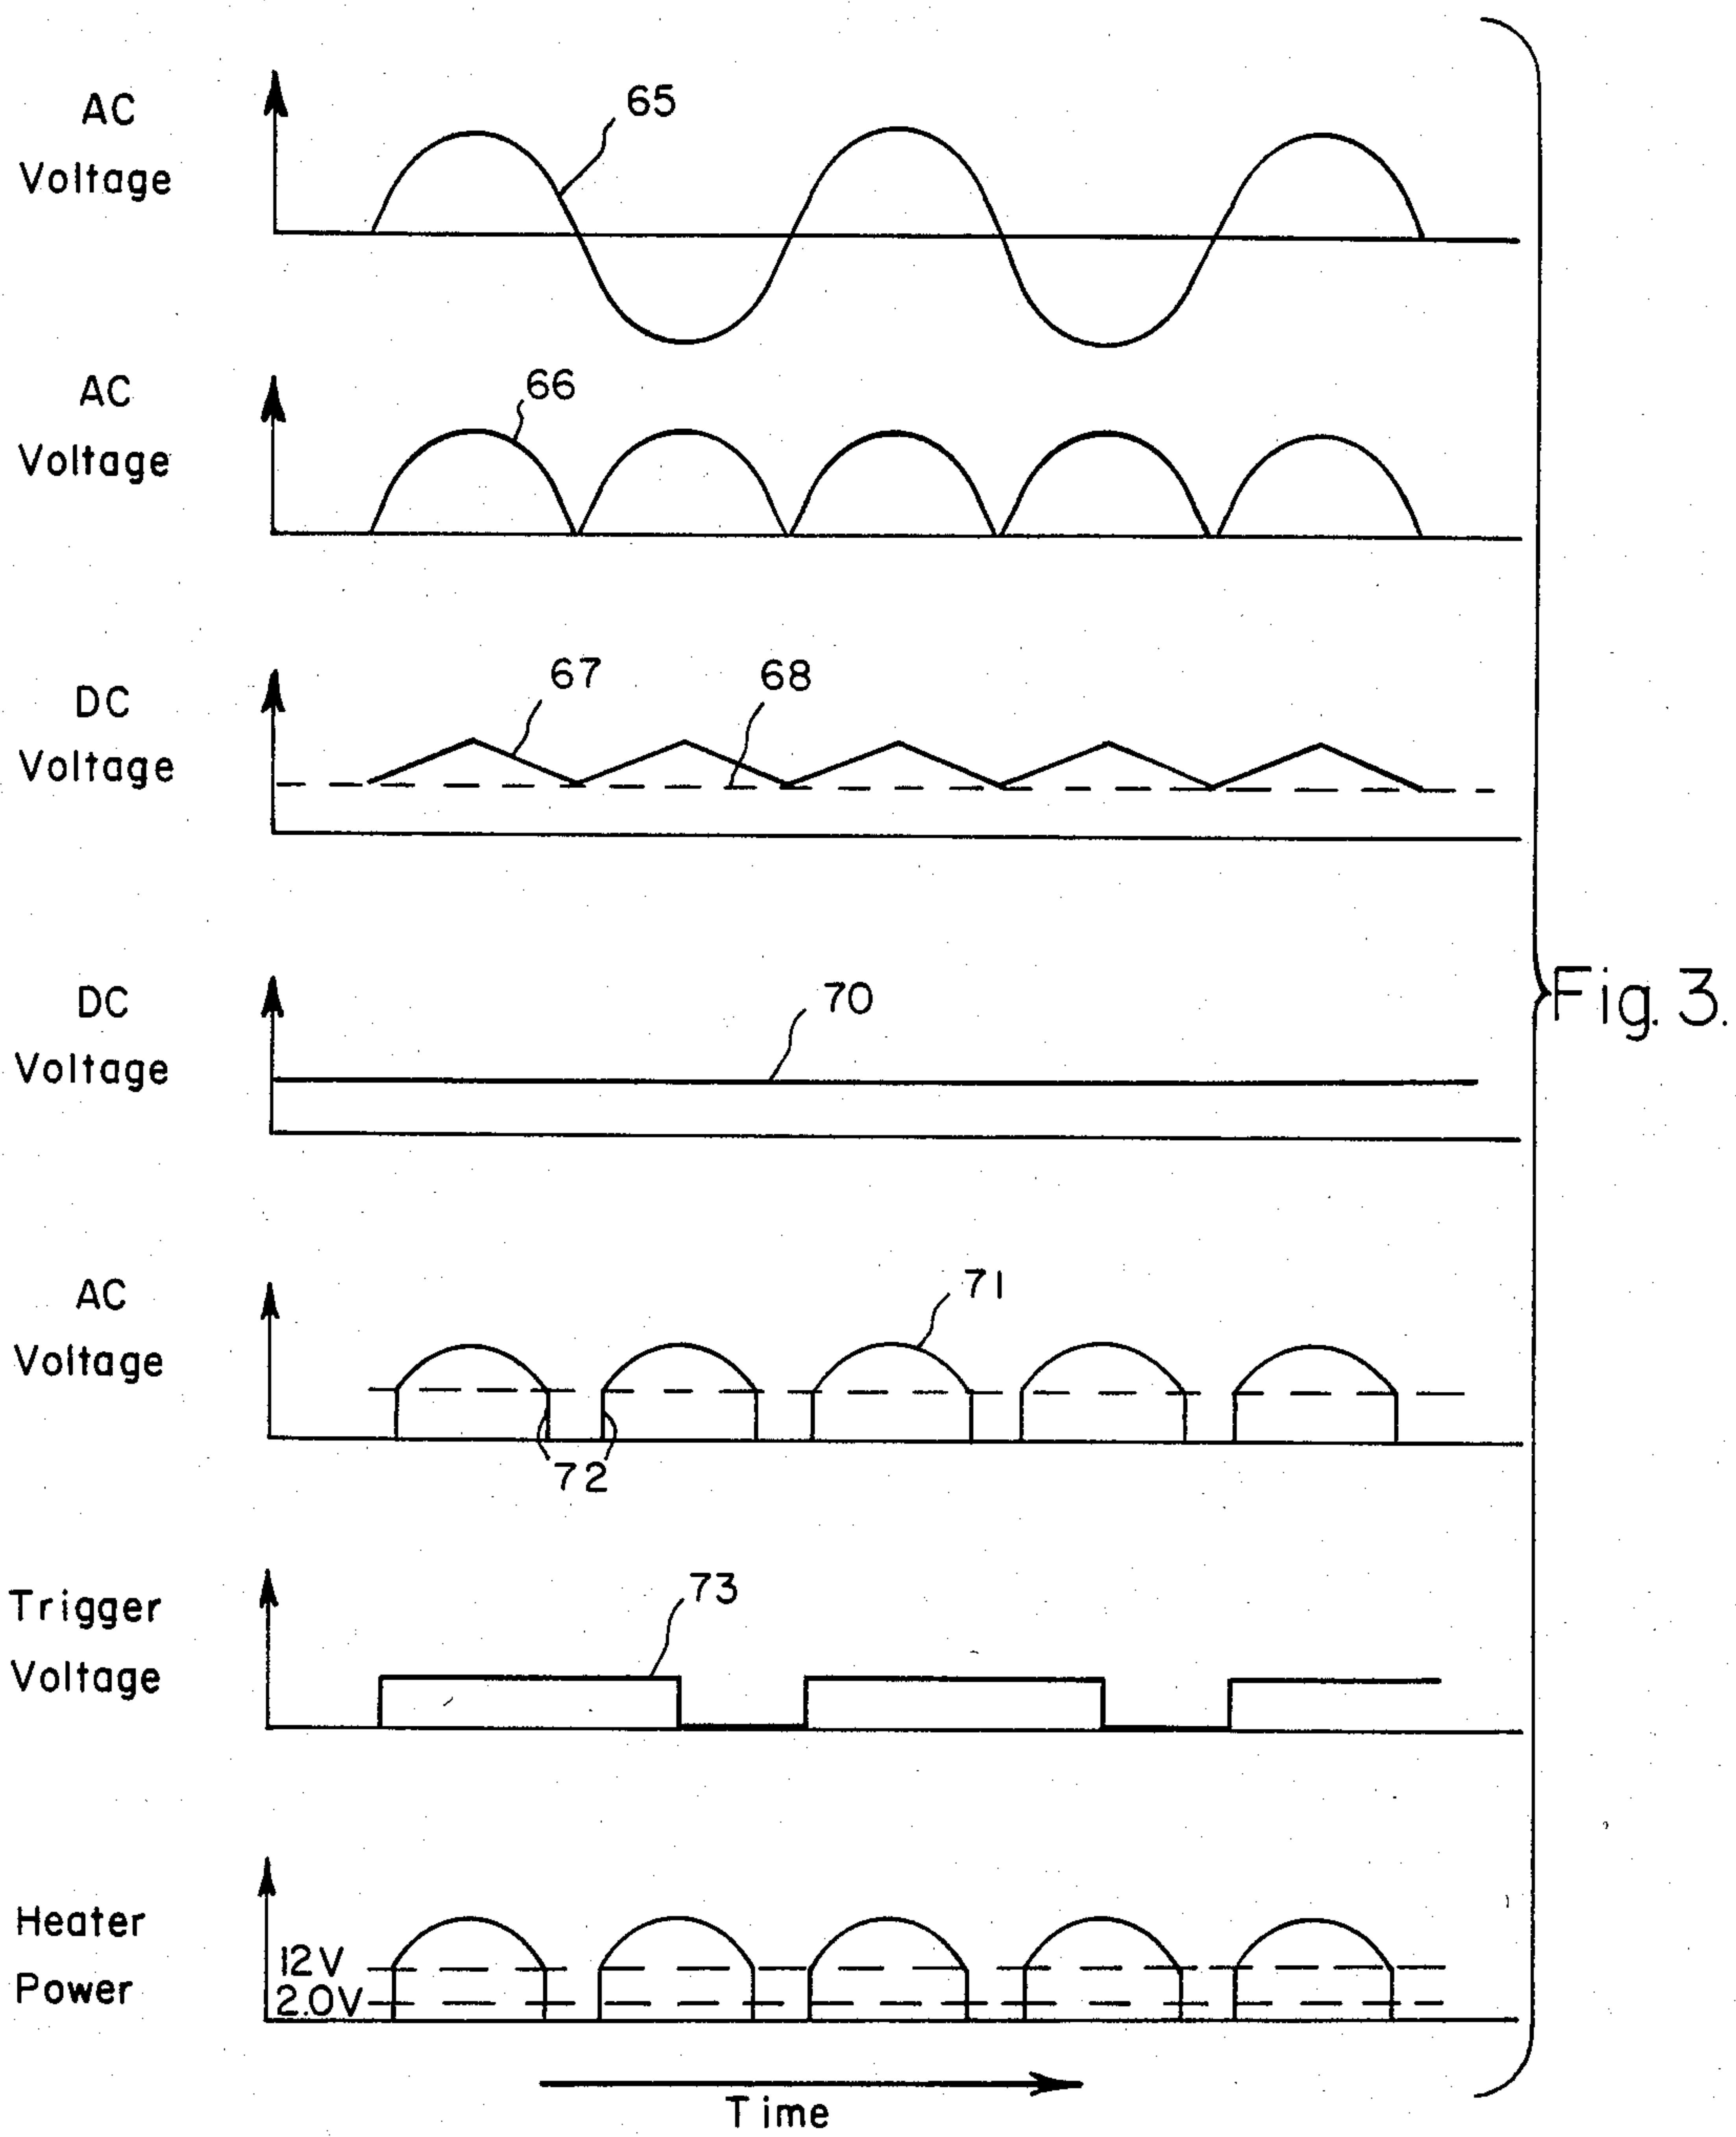 AC
Voltage
65
AC
Voltage
66
DC
Voltage
67
68
DC
Voltage
70
Fig. 3.
AC
Voltage
71
72
Trigger
Voltage
73
Heater
Power
12V
2.0V
Time